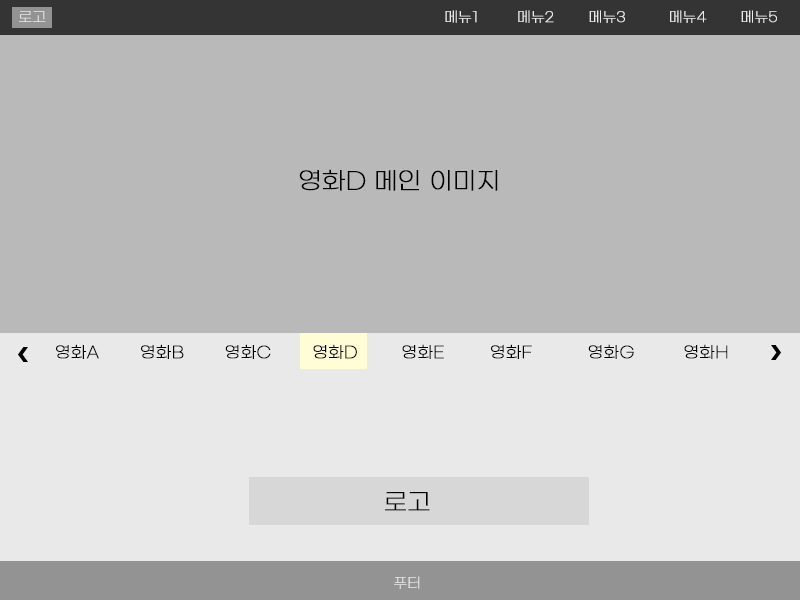 로고 메뉴1 메뉴2 메뉴3 메뉴4 메뉴5
영화D 메인 이미지
❮ 영화A 영화B 영화C 영화D 영화E 영화F 영화G 영화H ❯
로고
푸터